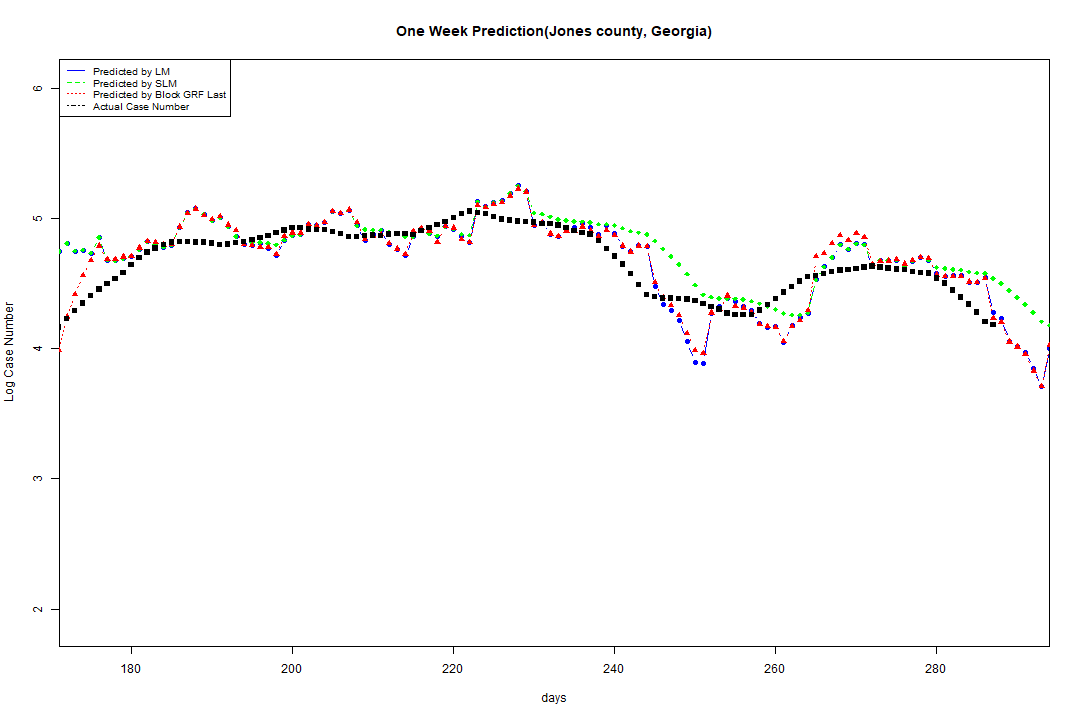 One Week Prediction(Jones county, Georgia)
Predicted by LM
Predicted by SLM
Predicted by Block GRF Last
Actual Case Number
6
5
4
3
2
Log Case Number
180 200 220 240 260 280
days